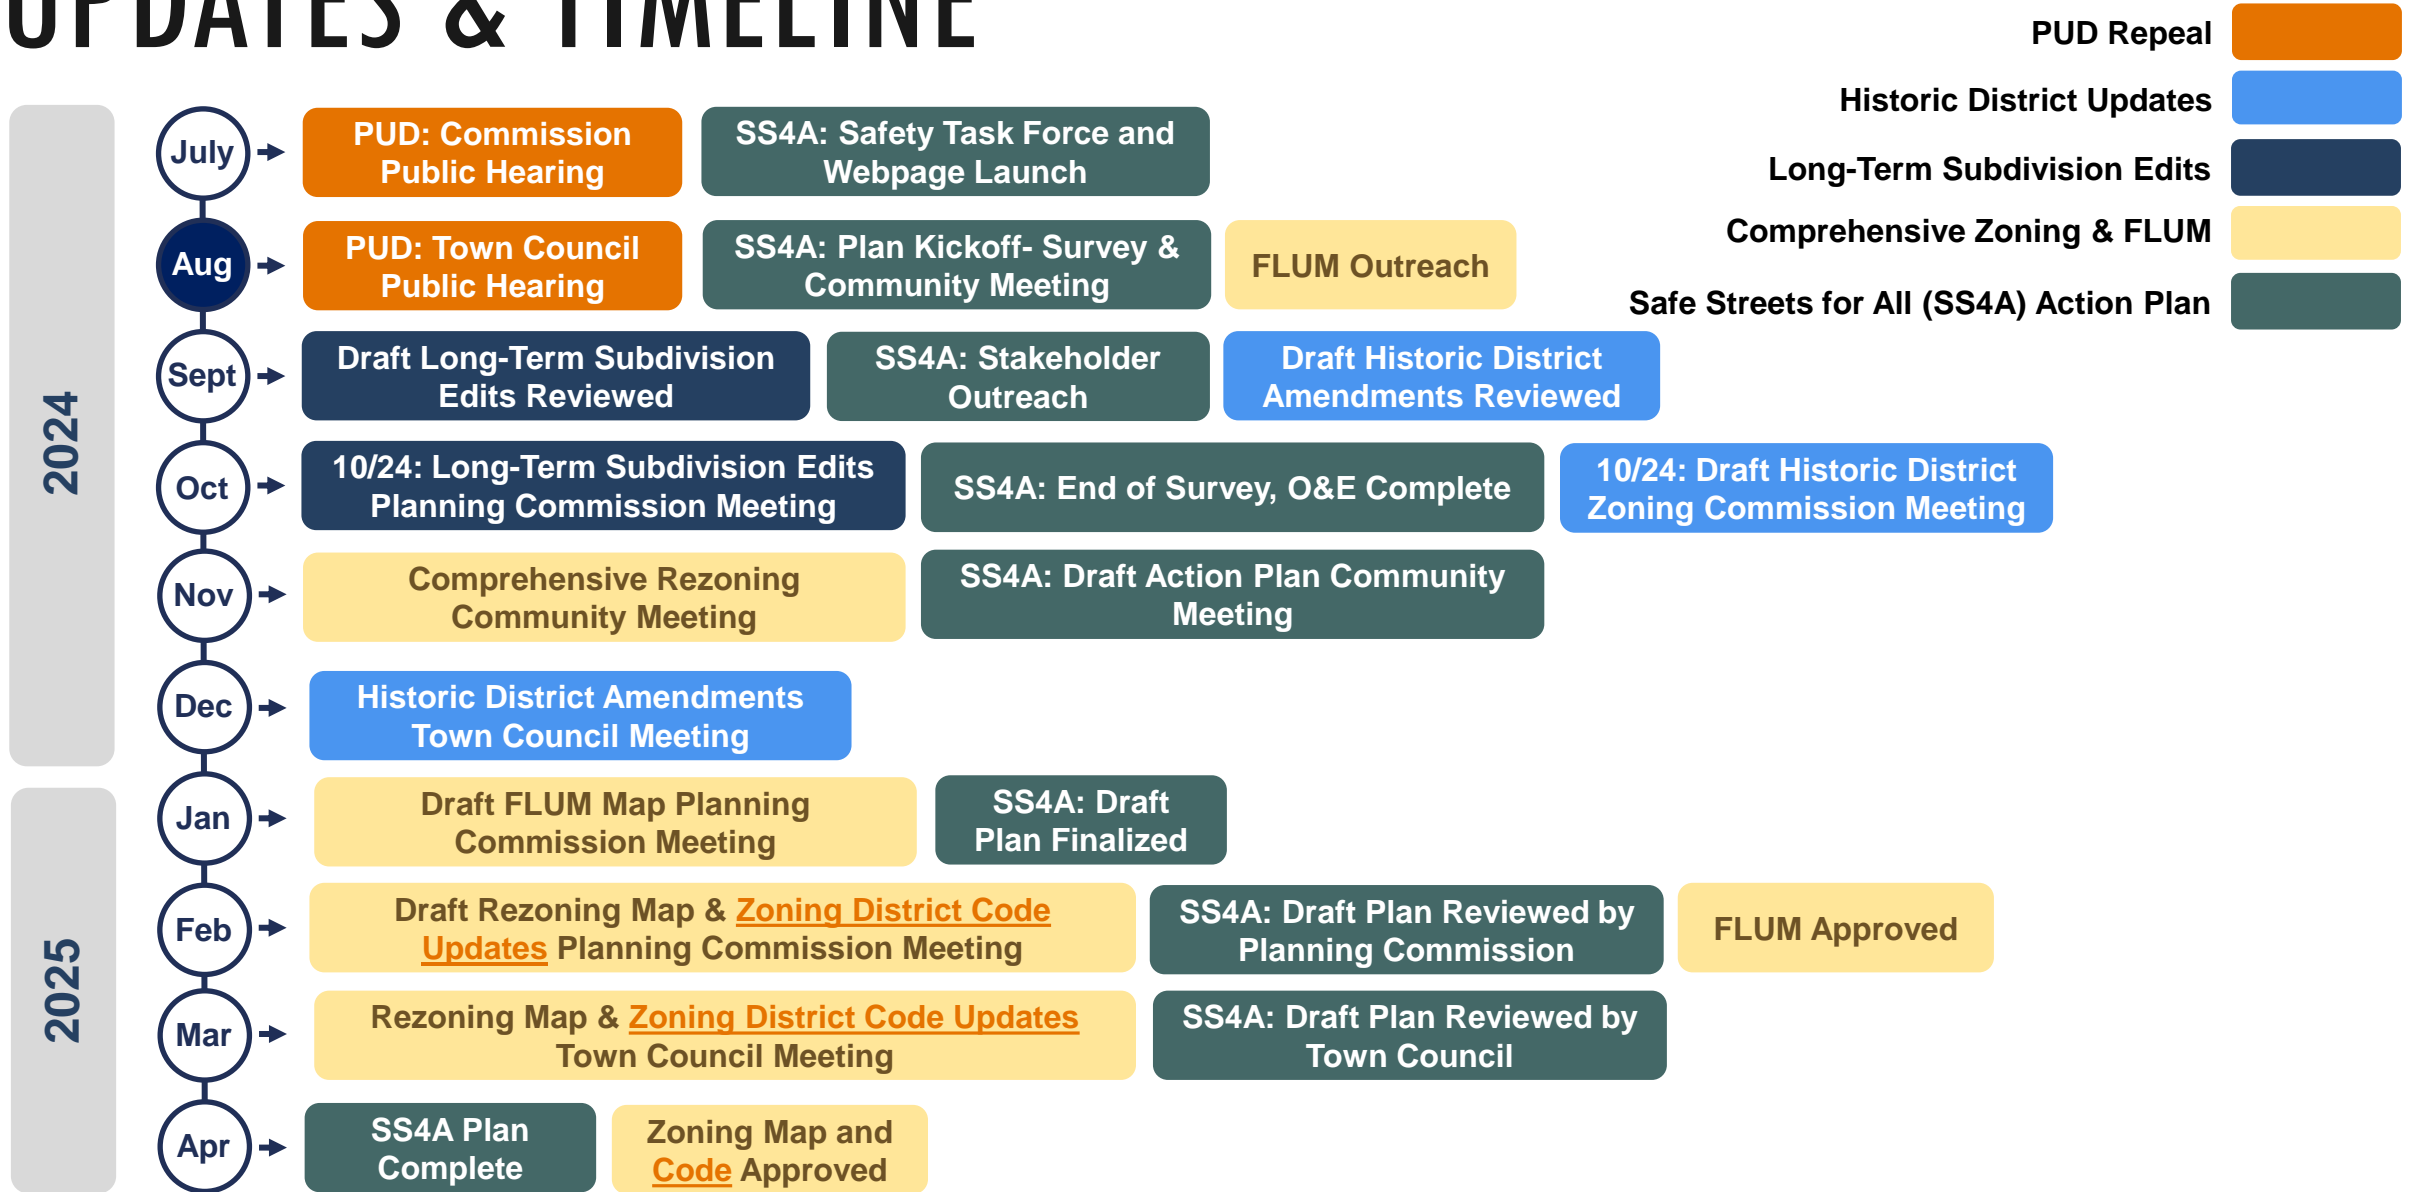 UPDATES & TIMELINE
PUD Repeal
Historic District Updates
Long-Term Subdivision Edits
Comprehensive Zoning & FLUM
Safe Streets for All (SS4A) Action Plan
2024
July
PUD: Commission
Public Hearing
SS4A: Safety Task Force and
Webpage Launch
Aug
PUD: Town Council
Public Hearing
SS4A: Plan Kickoff- Survey &
Community Meeting
FLUM Outreach
Sept
Draft Long-Term Subdivision
Edits Reviewed
SS4A: Stakeholder
Outreach
Draft Historic District
Amendments Reviewed
Oct
10/24: Long-Term Subdivision Edits
Planning Commission Meeting
SS4A: End of Survey, O&E Complete
10/24: Draft Historic District
Zoning Commission Meeting
Nov
Comprehensive Rezoning
Community Meeting
SS4A: Draft Action Plan Community
Meeting
Dec
Historic District Amendments
Town Council Meeting
2025
Jan
Draft FLUM Map Planning
Commission Meeting
SS4A: Draft
Plan Finalized
Feb
Draft Rezoning Map & Zoning District Code
Updates Planning Commission Meeting
SS4A: Draft Plan Reviewed by
Planning Commission
FLUM Approved
Mar
Rezoning Map & Zoning District Code Updates
Town Council Meeting
SS4A: Draft Plan Reviewed by
Town Council
Apr
SS4A Plan
Complete
Zoning Map and
Code Approved